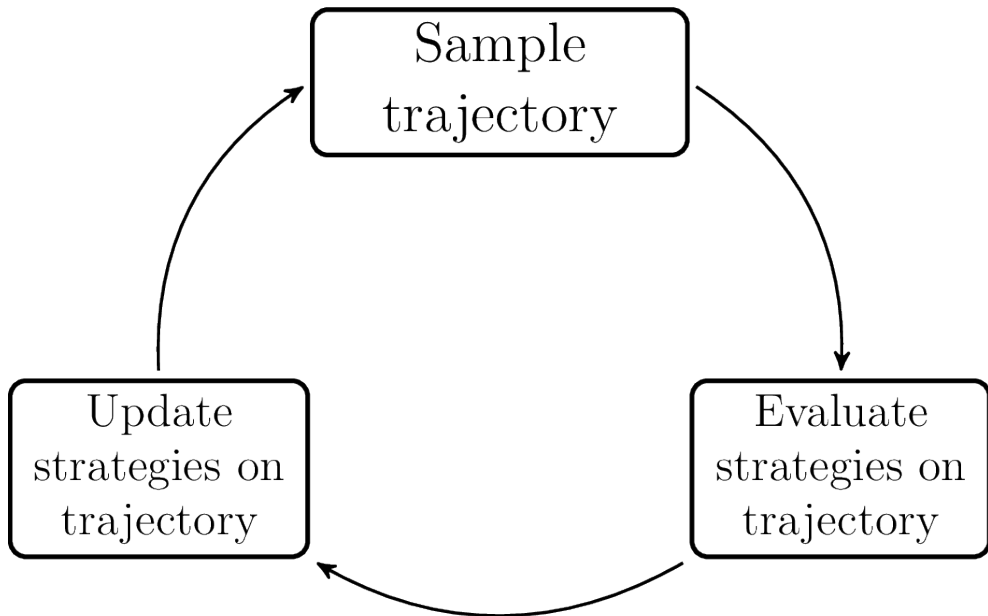 Sample
trajectory
Update
strategies on
trajectory
Evaluate
strategies on
trajectory